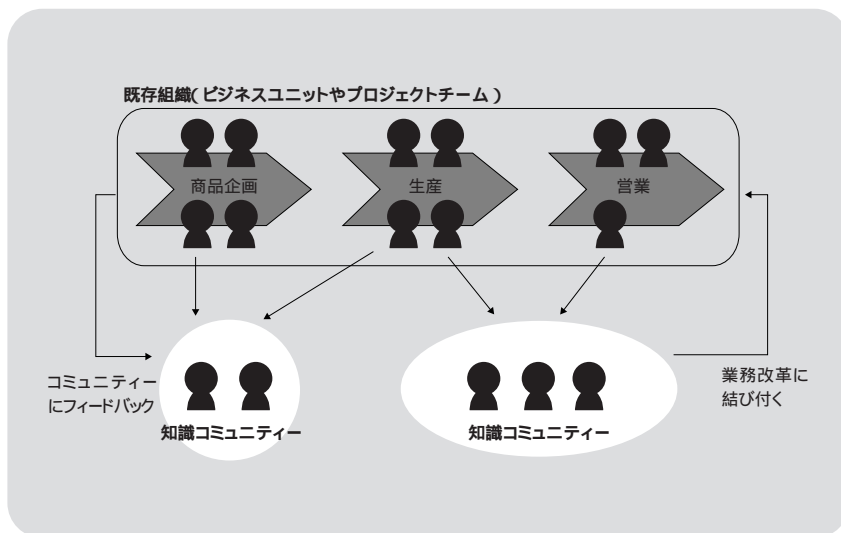 既存組織(ビジネスユニットやプロジェクトチーム)
商品企画
生産
営業
コミュニティー
にフィードバック
知識コミュニティー
知識コミュニティー
業務改革に
結び付く